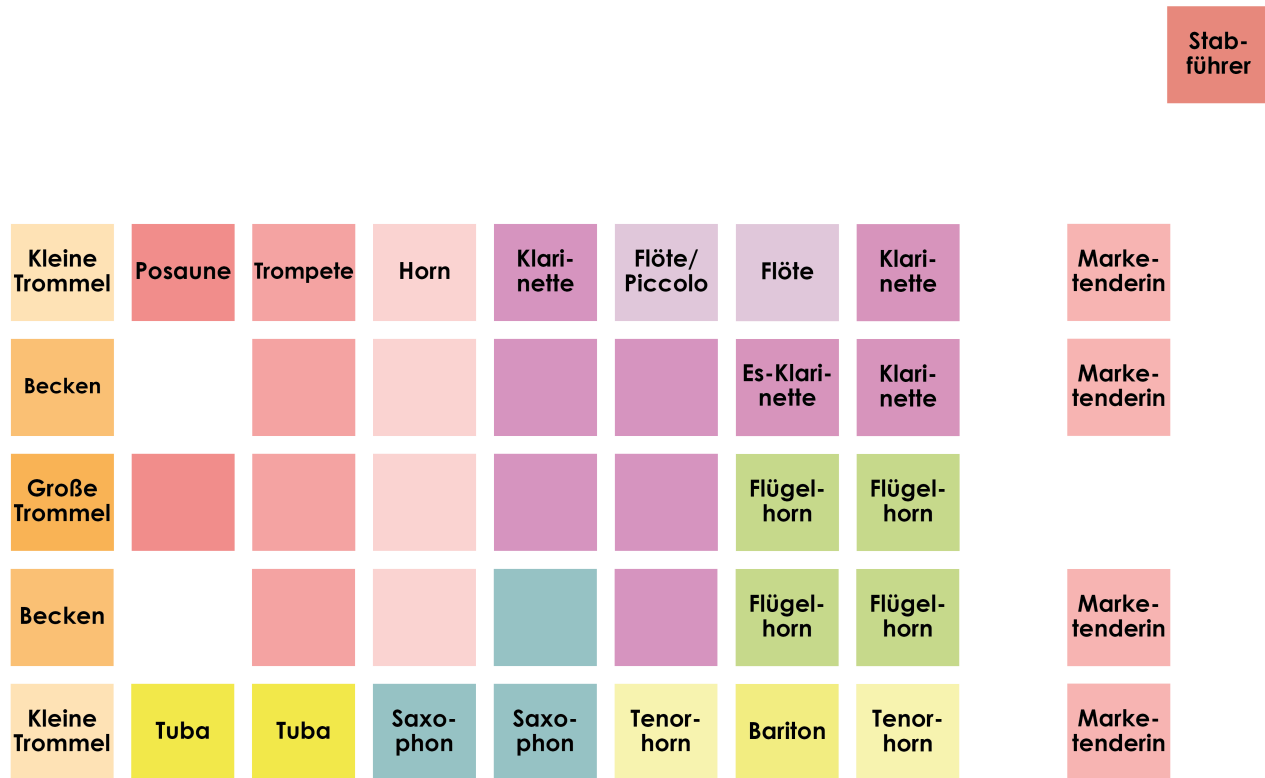 Stab-
führer
Kleine
Trommel
Posaune
Trompete
Horn
Klari-
nette
Flöte/
Piccolo
Flöte
Klari-
nette
Marke-
tenderin
Becken
Es-Klari-
nette
Klari-
nette
Marke-
tenderin
Große
Trommel
Flügel-
horn
Flügel-
horn
Becken
Flügel-
horn
Flügel-
horn
Marke-
tenderin
Kleine
Trommel
Tuba
Tuba
Saxo-
phon
Saxo-
phon
Tenor-
horn
Bariton
Tenor-
horn
Marke-
tenderin